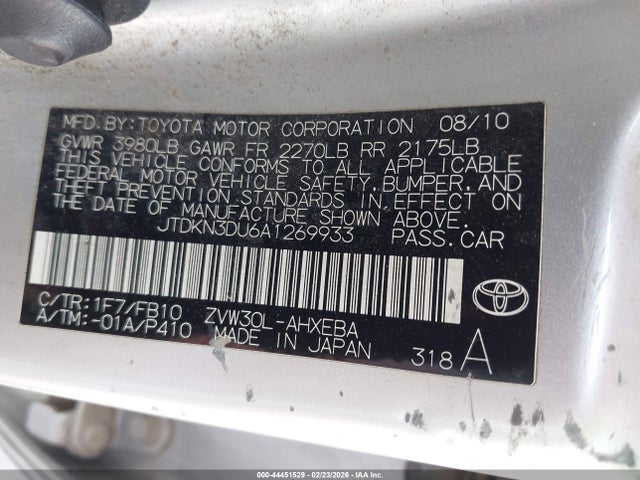 MFD. BY: TOYOTA MOTOR CORPORATION 08/10
GVWR 3980LB GAWR FR 2270LB RR 2175LB
THIS VEHICLE CONFORMS TO ALL APPLICABLE
FEDERAL MOTOR VEHICLE SAFETY, BUMPER, AND
THEFT PREVENTION STANDARDS IN EFFECT ON
THE DATE OF MANUFACTURE SHOWN ABOVE.
JTDKN3DU6A1269933 PASS. CAR
C/TR: 1F7/FB10 ZVW30L-AHXEBA
A/TM: -01A/P410 MADE IN JAPAN 318 A
000-44451529 - 02/23/2026 - IAA Inc.